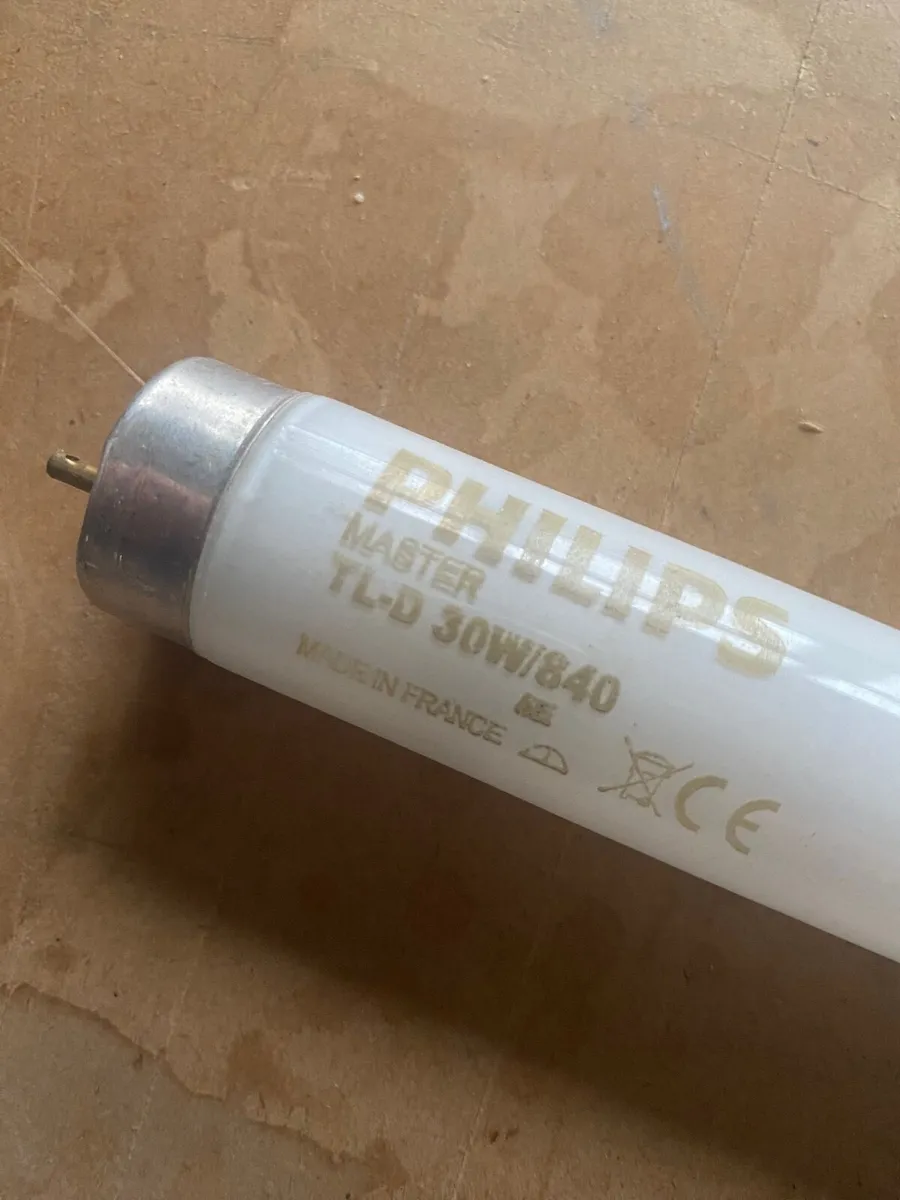 PHILIPS
MASTER
TL-D 30W/840
MADE IN FRANCE
CE